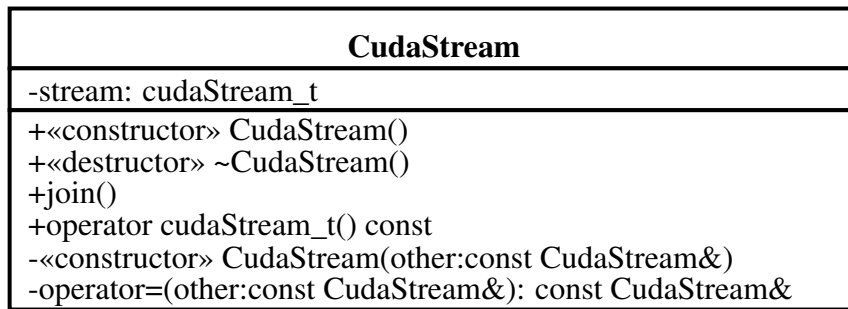 CudaStream
-stream: cudaStream_t
+«constructor» CudaStream()
+«destructor» ~CudaStream()
+join()
+operator cudaStream_t() const
-«constructor» CudaStream(other:const CudaStream&)
-operator=(other:const CudaStream&): const CudaStream&